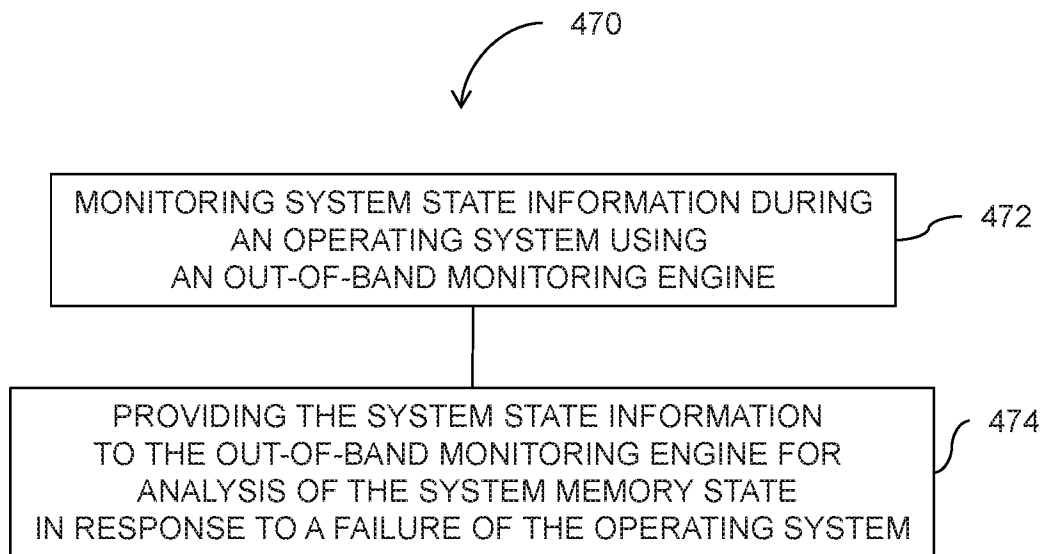 470
MONITORING SYSTEM STATE INFORMATION DURING
AN OPERATING SYSTEM USING
AN OUT-OF-BAND MONITORING ENGINE
472
PROVIDING THE SYSTEM STATE INFORMATION
TO THE OUT-OF-BAND MONITORING ENGINE FOR
ANALYSIS OF THE SYSTEM MEMORY STATE
IN RESPONSE TO A FAILURE OF THE OPERATING SYSTEM
474